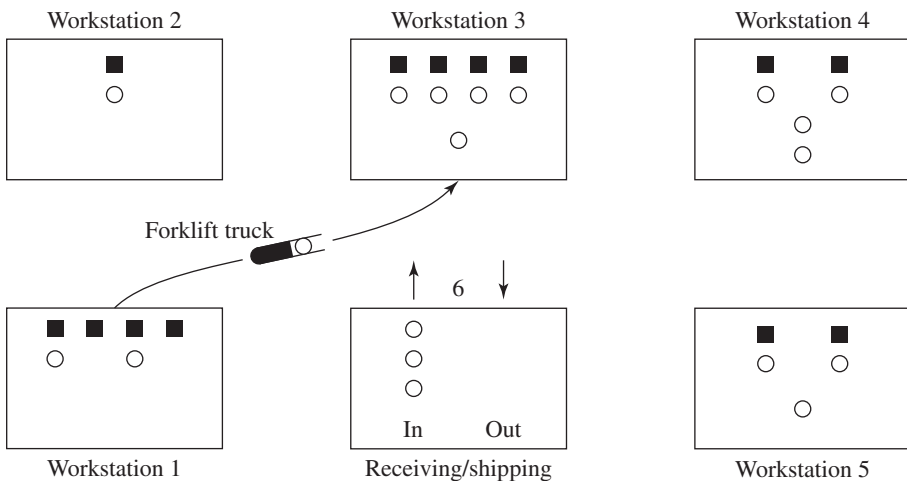 Workstation 2
Workstation 3
Workstation 4
Forklift truck
6
In
Out
Workstation 1
Receiving/shipping
Workstation 5